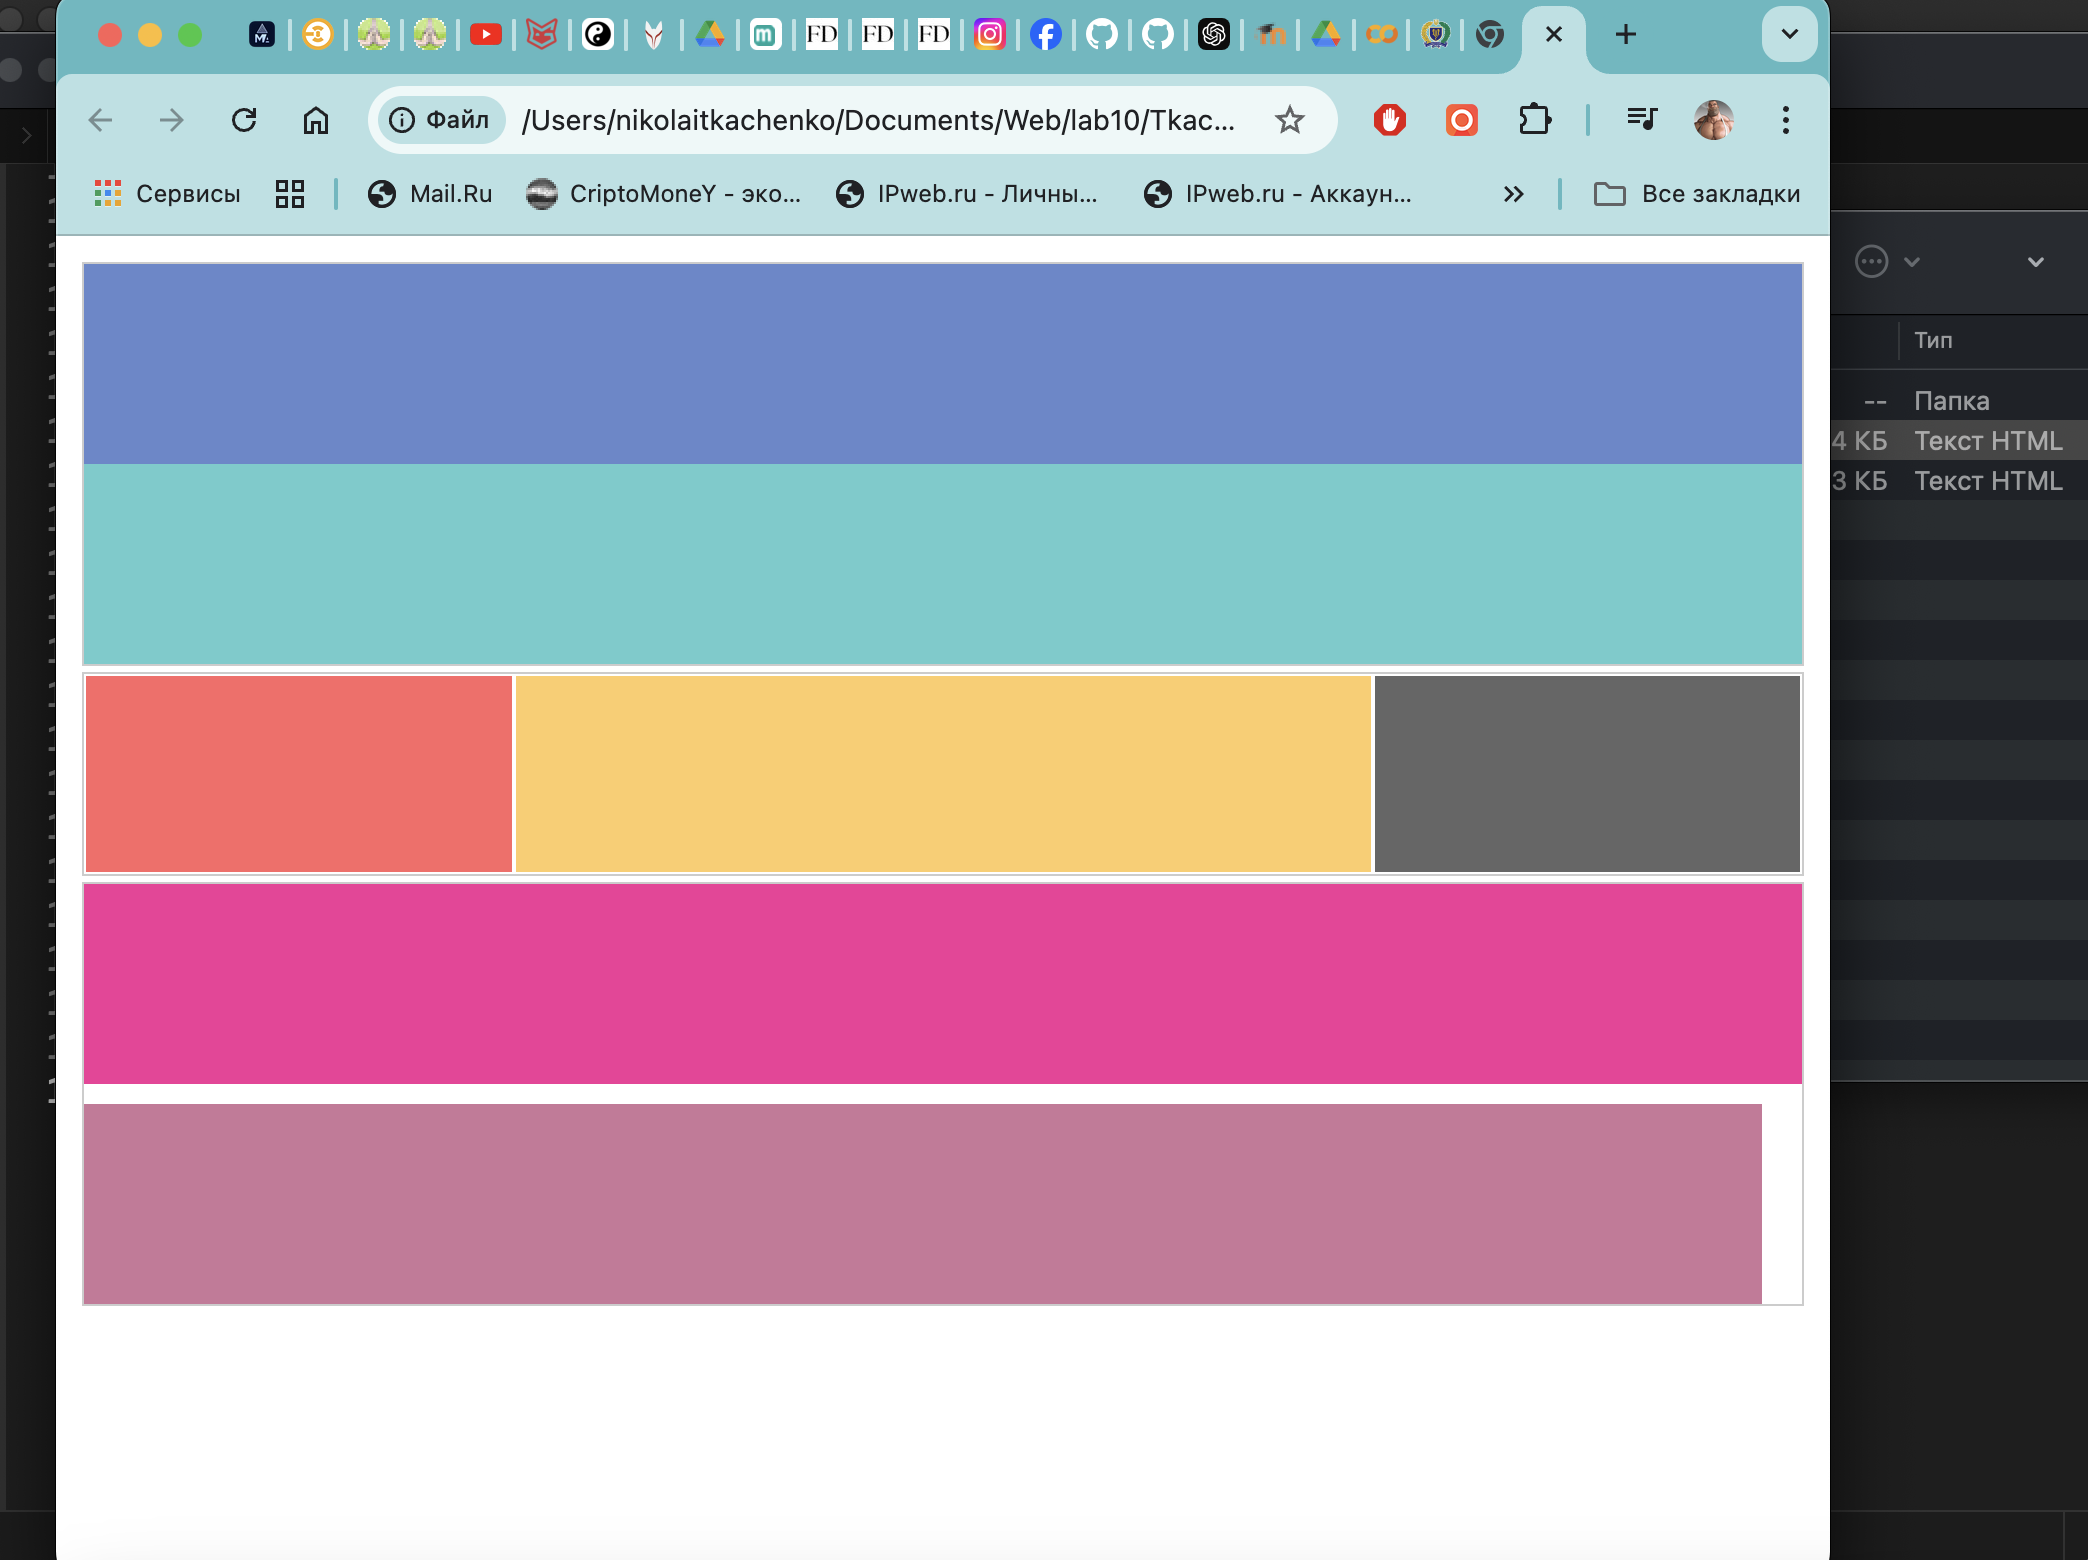 FD FD FD
Файл /Users/nikolaitkachenko/Documents/Web/lab10/Tkac...
Сервисы Mail.Ru CriptoMoneY - эко... IPweb.ru - Личны... IPweb.ru - Аккаун... » Все закладки
Тип
-- Папка
4 КБ Текст HTML
3 КБ Текст HTML